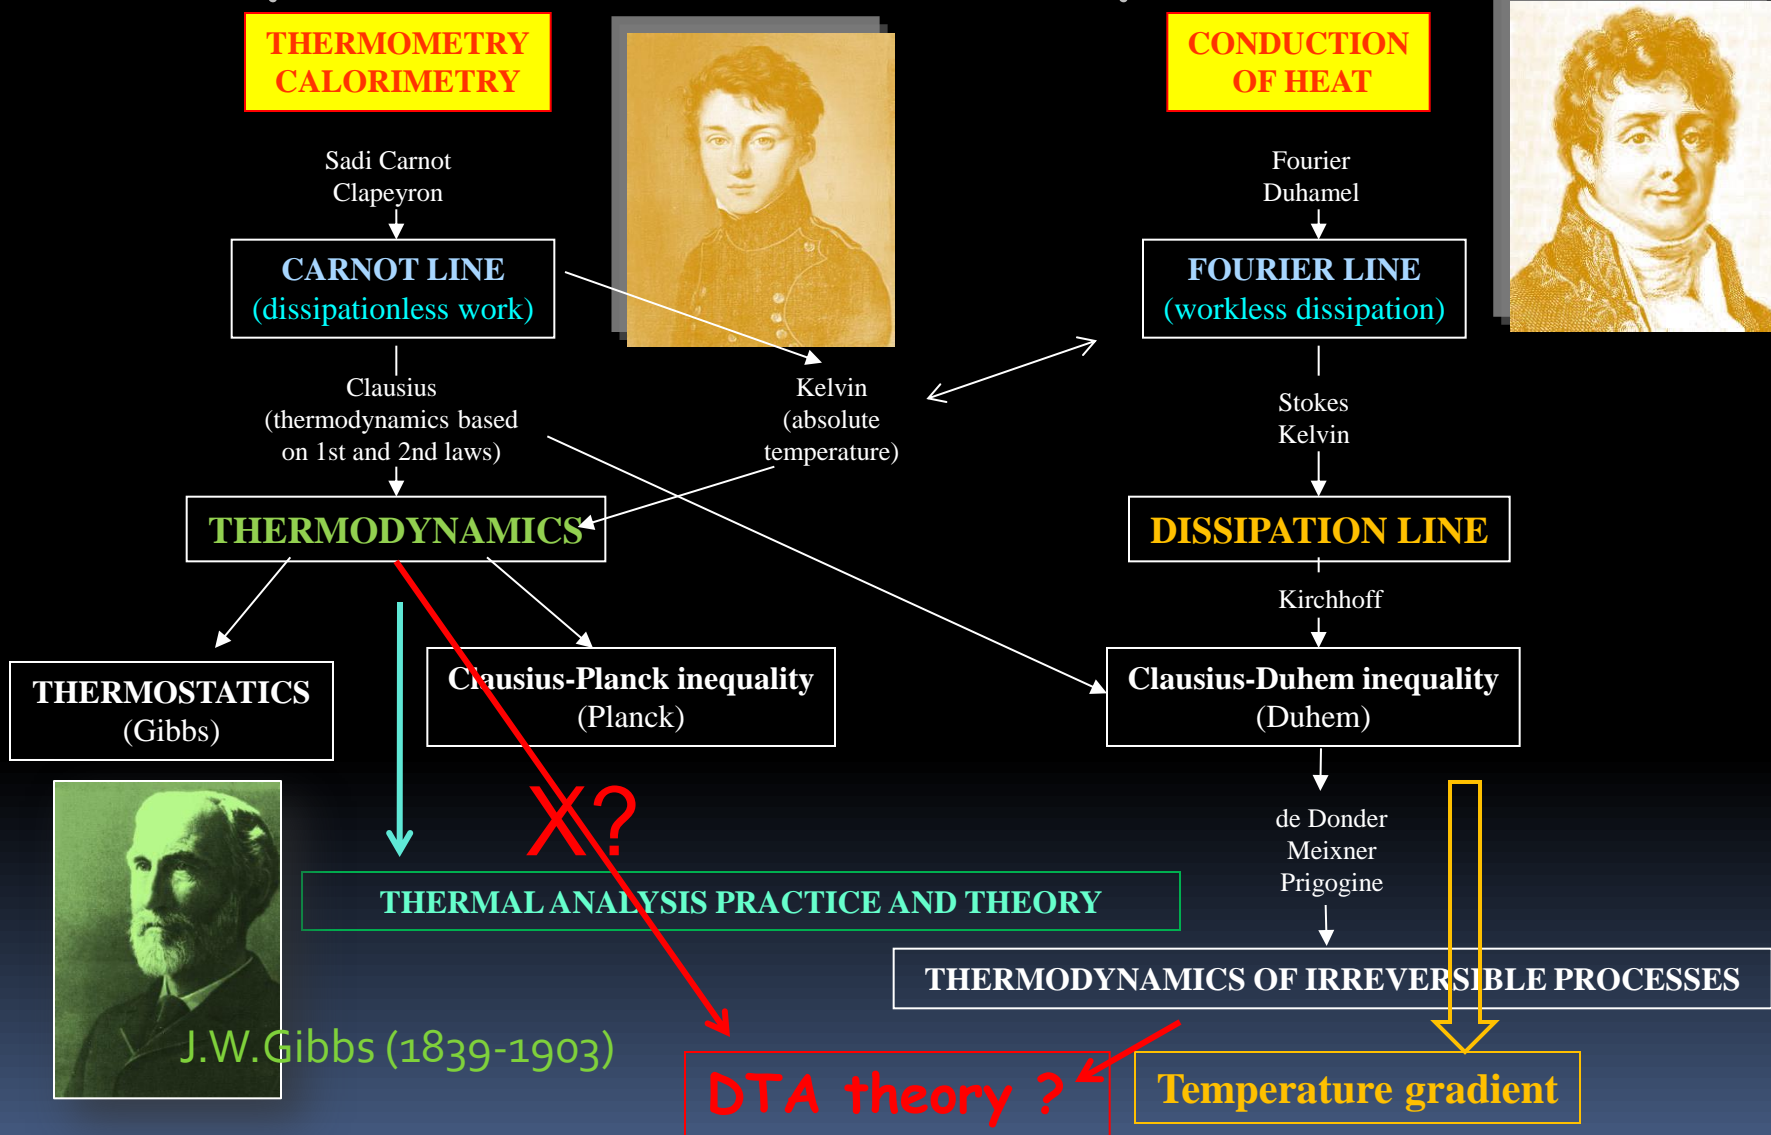 THERMOMETRY
CALORIMETRY
CONDUCTION
OF HEAT
Sadi Carnot
Clapeyron
Fourier
Duhamel
CARNOT LINE
(dissipationless work)
FOURIER LINE
(workless dissipation)
Clausius
(thermodynamics based
on 1st and 2nd laws)
Kelvin
(absolute
temperature)
Stokes
Kelvin
THERMODYNAMICS
DISSIPATION LINE
Kirchhoff
THERMOSTATICS
(Gibbs)
Clausius-Planck inequality
(Planck)
Clausius-Duhem inequality
(Duhem)
X?
de Donder
Meixner
Prigogine
THERMAL ANALYSIS PRACTICE AND THEORY
THERMODYNAMICS OF IRREVERSIBLE PROCESSES
J.W.Gibbs (1839-1903)
DTA theory ?
Temperature gradient